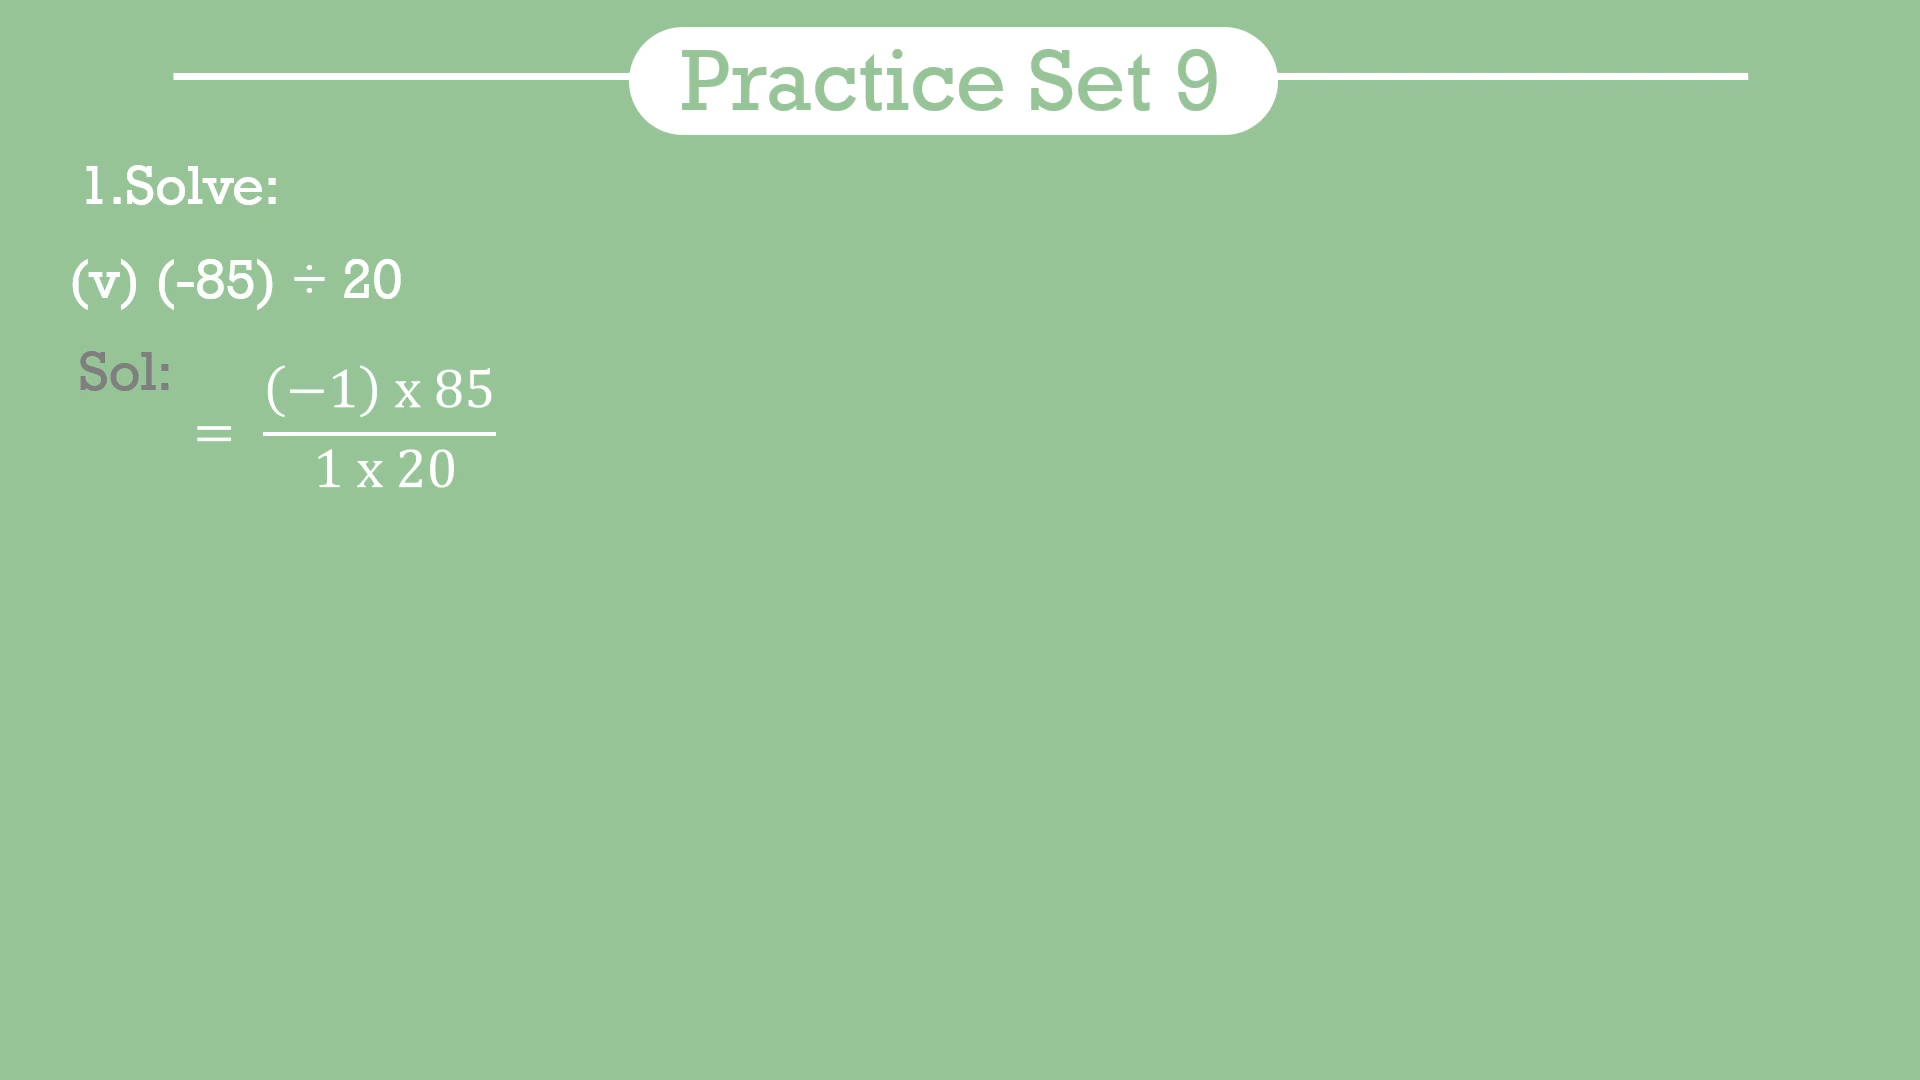 Practice Set 9
1.Solve:
(v) (-85) ÷ 20
Sol:
= (−1) x 85
1 x 20